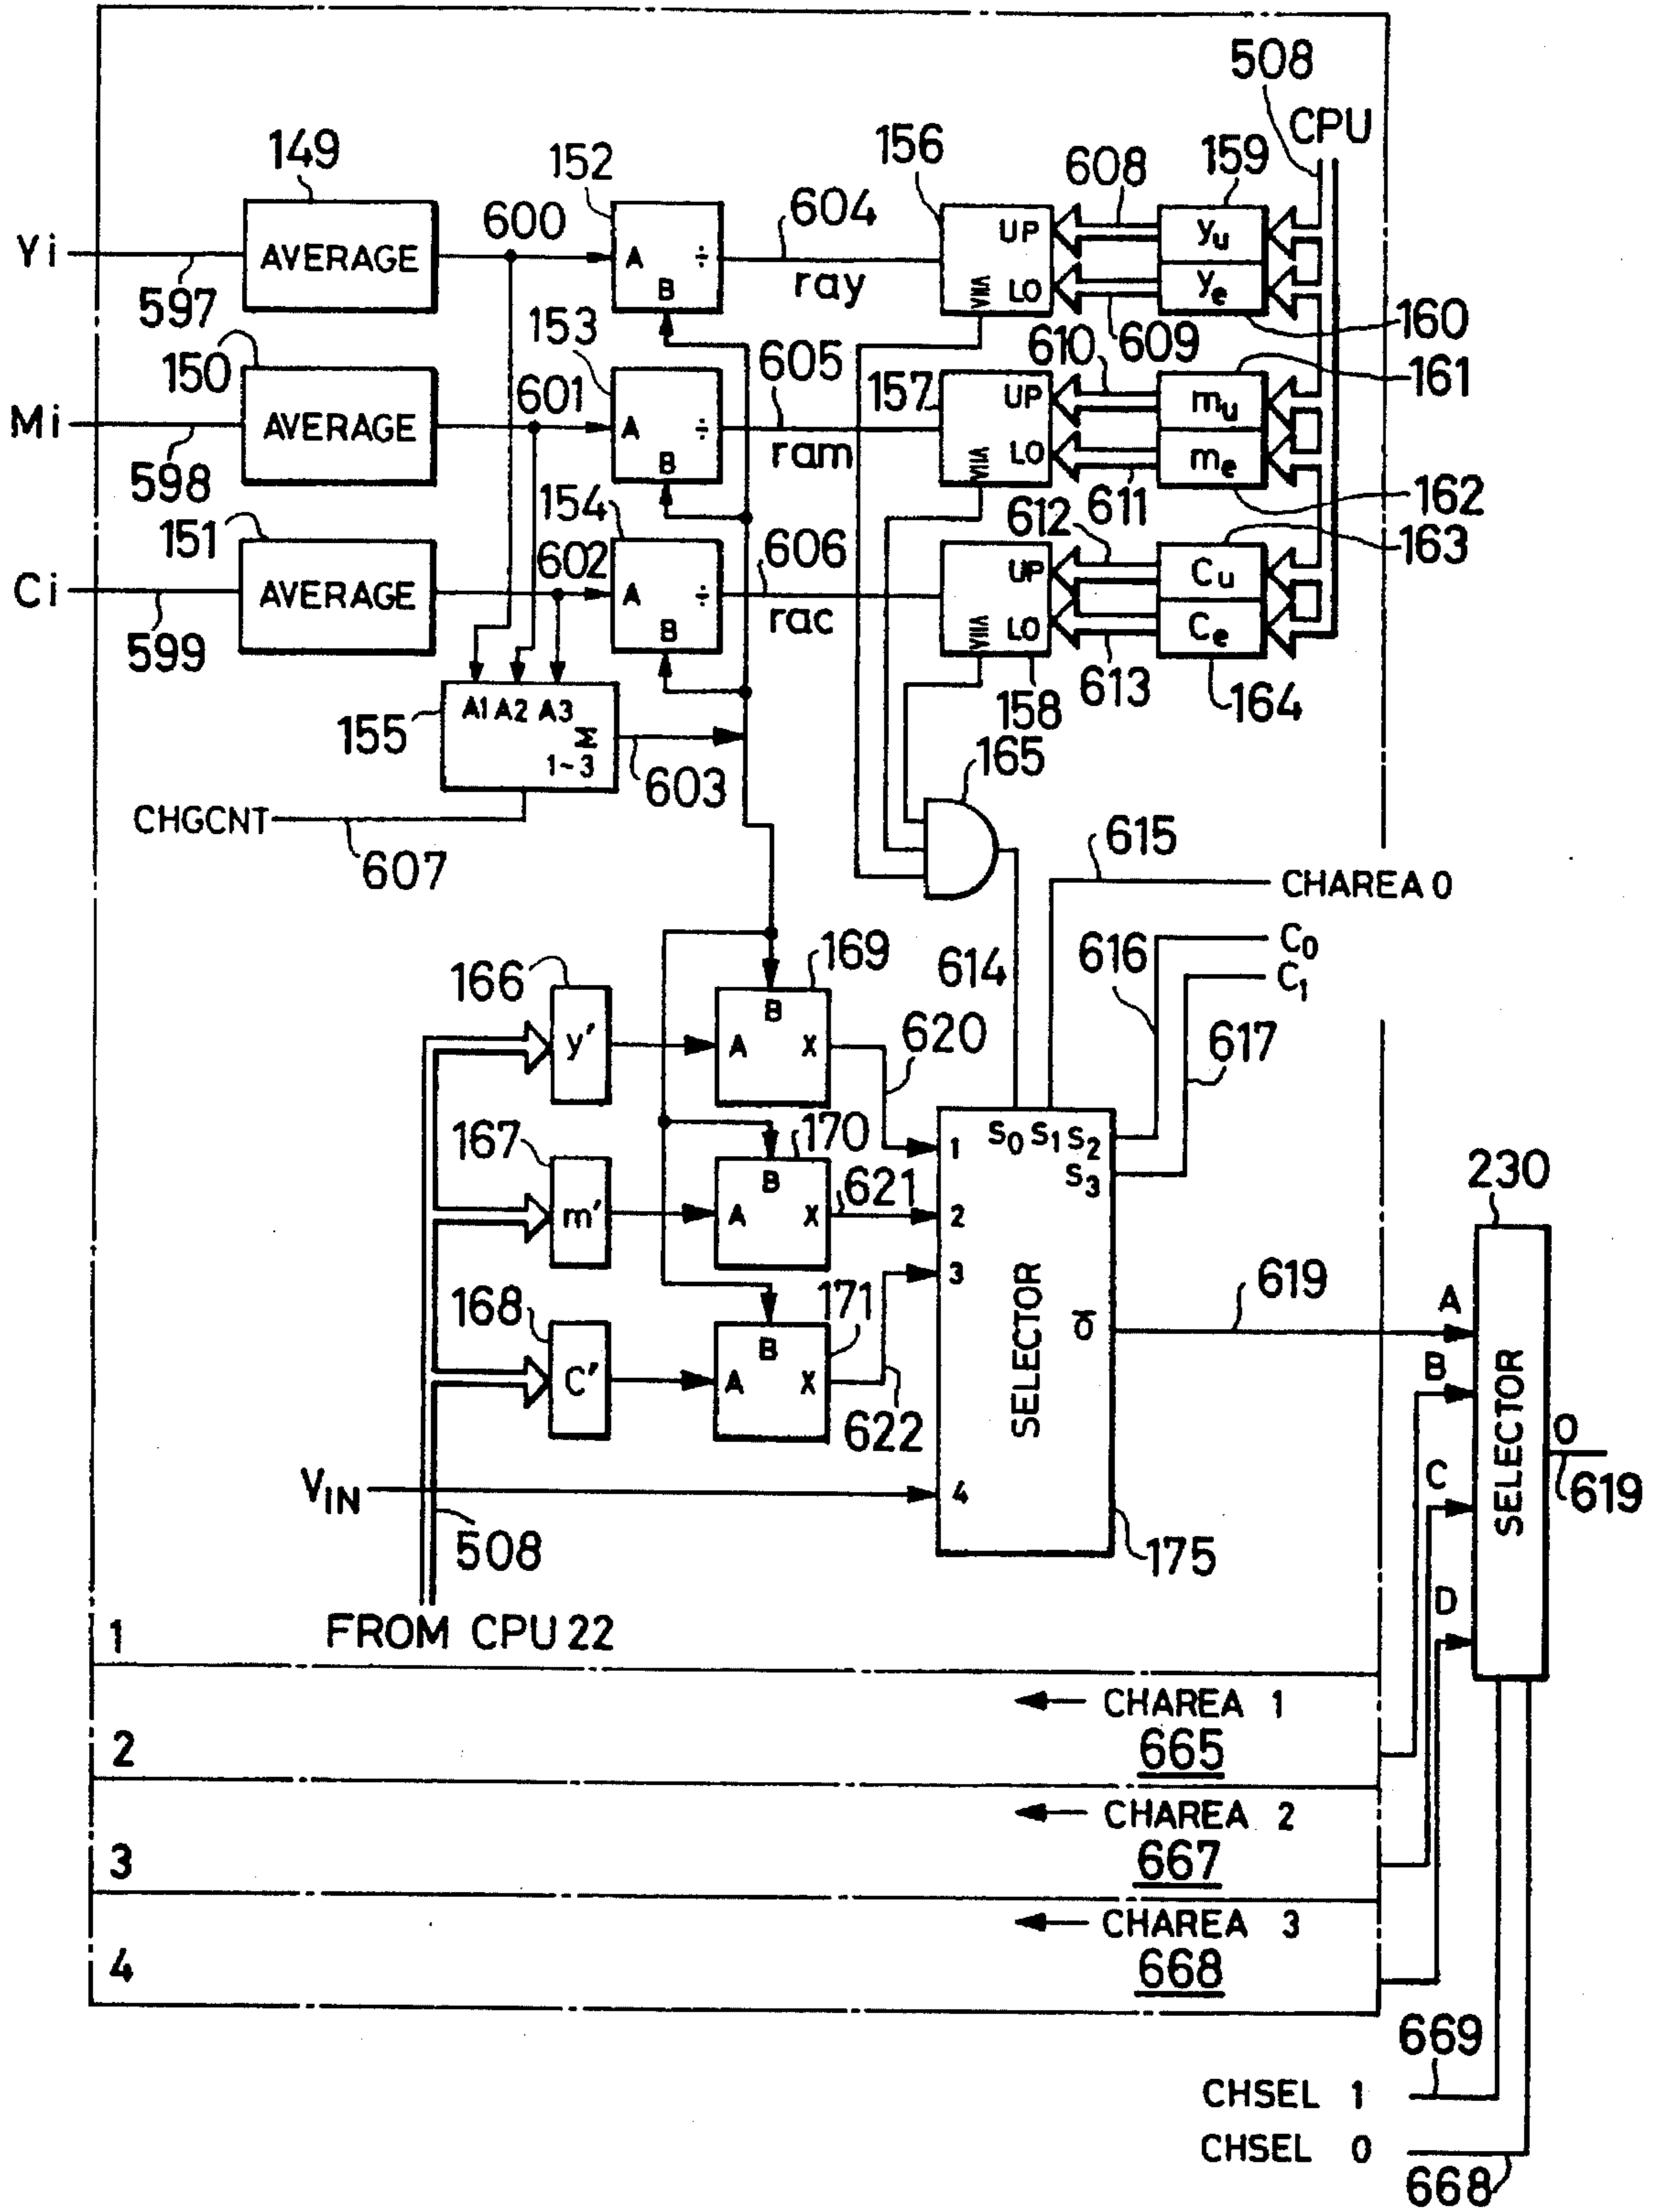 508
CPU
149
152
156
608
159
600
604
Yi
AVERAGE
A
÷
B
UP
LO
yu
ye
ray
597
153
609
160
150
605
610
161
601
157
Mi
AVERAGE
A
÷
B
UP
LO
mu
me
ram
598
154
611
162
151
612
163
602
606
Ci
AVERAGE
A
÷
B
UP
LO
Cu
Ce
rac
599
613
158
164
155
A1 A2 A3
M
1~3
603
165
CHGCNT
607
615
CHAREA 0
C0
616
C1
614
617
166
169
y'
A
B
X
620
S0 S1 S2
S3
167
170
1
m'
A
B
X
621
2
230
3
168
171
C'
A
B
X
622
SELECTOR
Ō
619
A
B
SELECTOR
O
619
C
VIN
4
508
175
D
FROM CPU 22
1
CHAREA 1
665
2
CHAREA 2
667
3
CHAREA 3
668
4
669
CHSEL 1
CHSEL 0
668